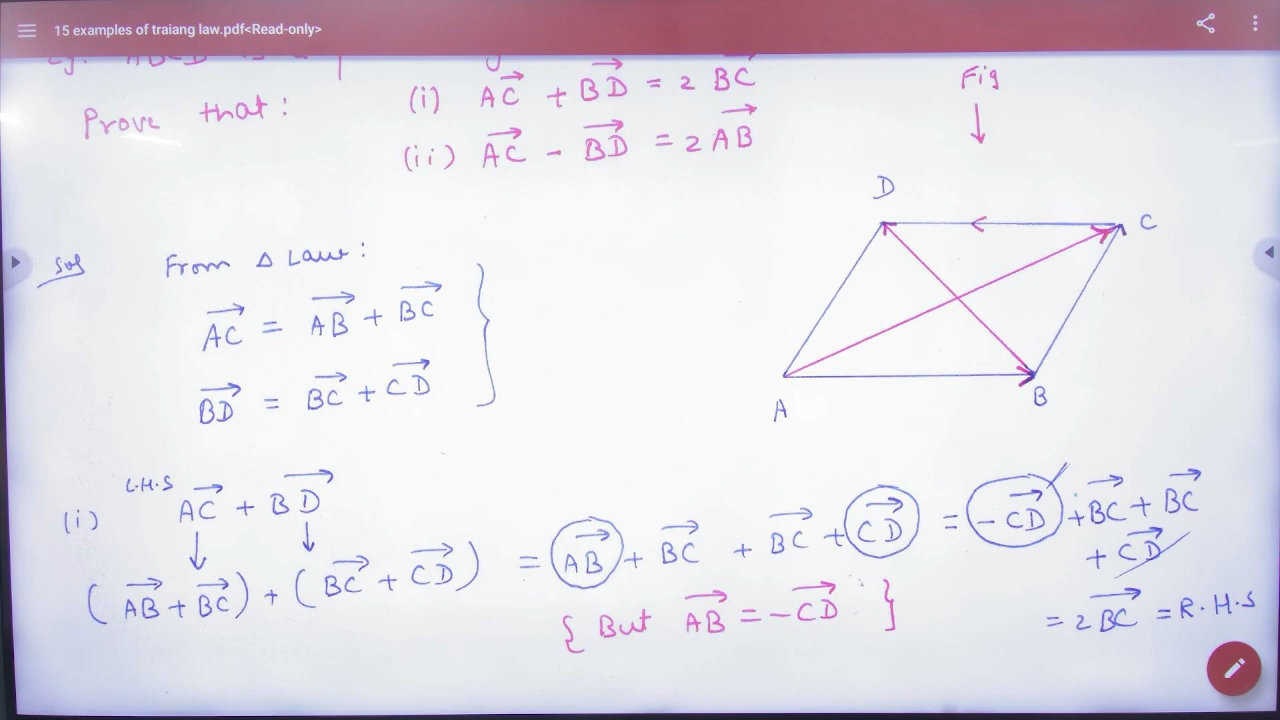 15 examples of traiang law.pdf<Read-only>
Prove that: (i) AC⃗ + BD⃗ = 2 BC⃗
(ii) AC⃗ - BD⃗ = 2 AB⃗
Fig
↓
D
C
A
B
Sol From Δ Law:
AC⃗ = AB⃗ + BC⃗
BD⃗ = BC⃗ + CD⃗
(i) L.H.S AC⃗ + BD⃗
↓ ↓
(AB⃗ + BC⃗) + (BC⃗ + CD⃗) = AB⃗ + BC⃗ + BC⃗ + CD⃗ = -CD⃗ + BC⃗ + BC⃗
+ CD⃗
{ But AB⃗ = -CD⃗ }
= 2BC⃗ = R.H.S